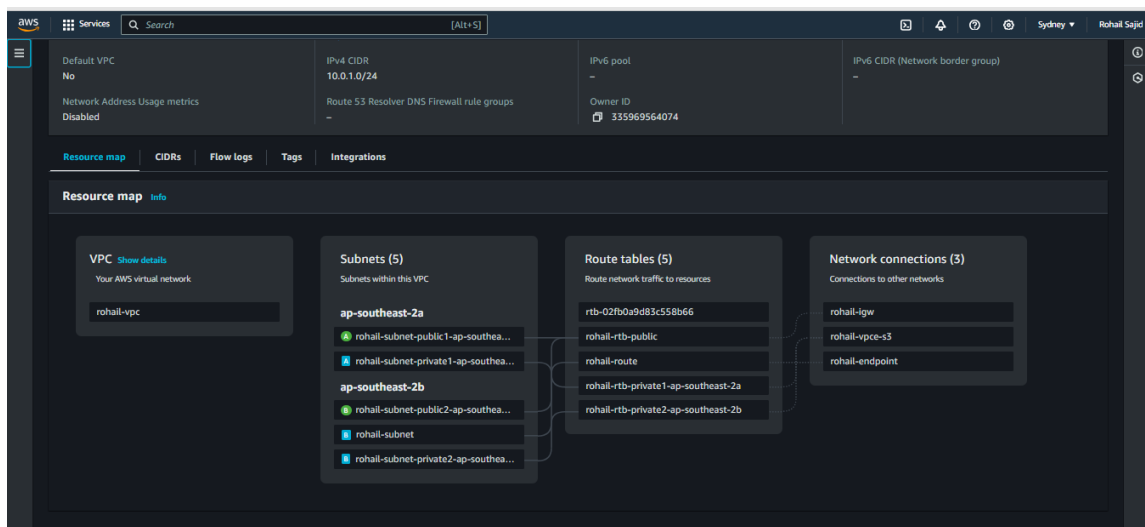 aws Services Search [Alt+S] Sydney Rohail Sajid
Default VPC
No
IPv4 CIDR
10.0.1.0/24
IPv6 pool
–
IPv6 CIDR (Network border group)
–
Network Address Usage metrics
Disabled
Route 53 Resolver DNS Firewall rule groups
–
Owner ID
335969564074
Resource map CIDRs Flow logs Tags Integrations
Resource map Info
VPC Show details
Your AWS virtual network
rohail-vpc
Subnets (5)
Subnets within this VPC
ap-southeast-2a
A rohail-subnet-public1-ap-southea...
A rohail-subnet-private1-ap-southea...
ap-southeast-2b
B rohail-subnet-public2-ap-southea...
B rohail-subnet
B rohail-subnet-private2-ap-southea...
Route tables (5)
Route network traffic to resources
rtb-02fb0a9d83c558b66
rohail-rtb-public
rohail-route
rohail-rtb-private1-ap-southeast-2a
rohail-rtb-private2-ap-southeast-2b
Network connections (3)
Connections to other networks
rohail-igw
rohail-vpce-s3
rohail-endpoint